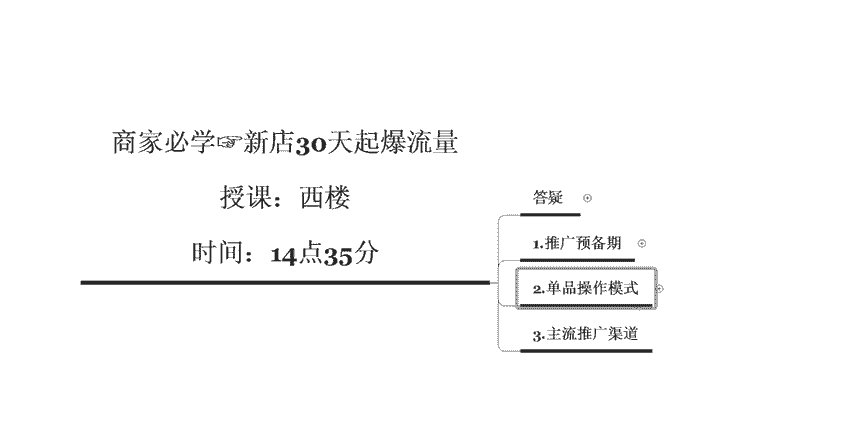 商家必学☞新店30天起爆流量
授课：西楼
时间：14点35分
答疑
1.推广预备期
2.单品操作模式
3.主流推广渠道